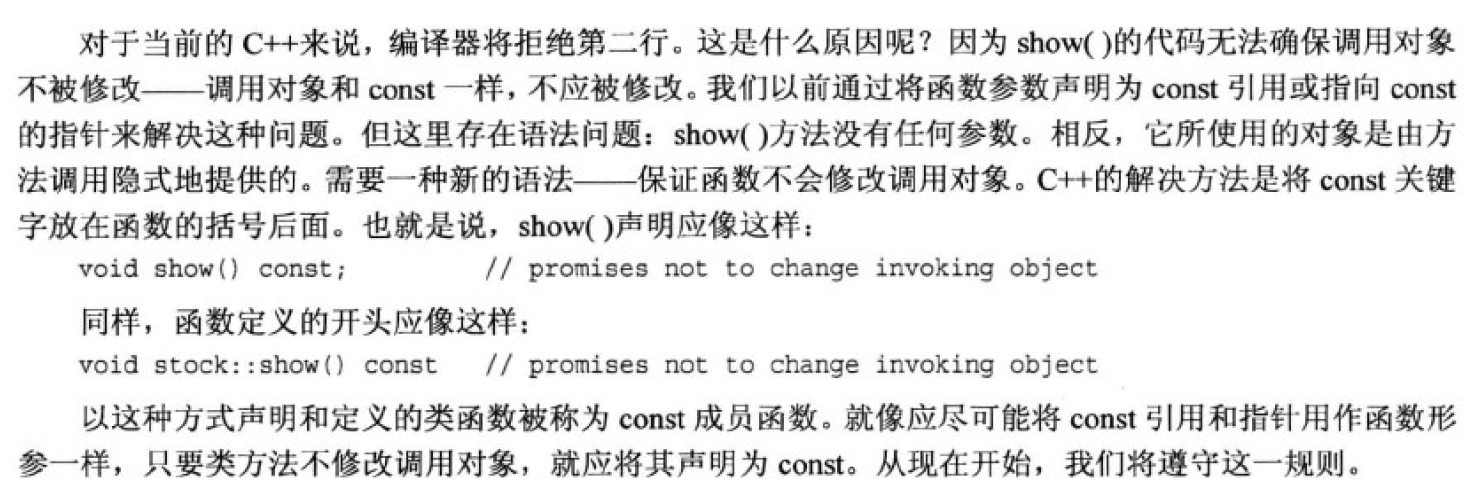 对于当前的 C++来说，编译器将拒绝第二行。这是什么原因呢？因为 show( )的代码无法确保调用对象
不被修改——调用对象和 const 一样，不应被修改。我们以前通过将函数参数声明为 const 引用或指向 const
的指针来解决这种问题。但这里存在语法问题：show( )方法没有任何参数。相反，它所使用的对象是由方
法调用隐式地提供的。需要一种新的语法——保证函数不会修改调用对象。C++的解决方法是将 const 关键
字放在函数的括号后面。也就是说，show( )声明应像这样：
void show() const;          // promises not to change invoking object
同样，函数定义的开头应像这样：
void stock::show() const   // promises not to change invoking object
以这种方式声明和定义的类函数被称为 const 成员函数。就像应尽可能将 const 引用和指针用作函数形
参一样，只要类方法不修改调用对象，就应将其声明为 const。从现在开始，我们将遵守这一规则。